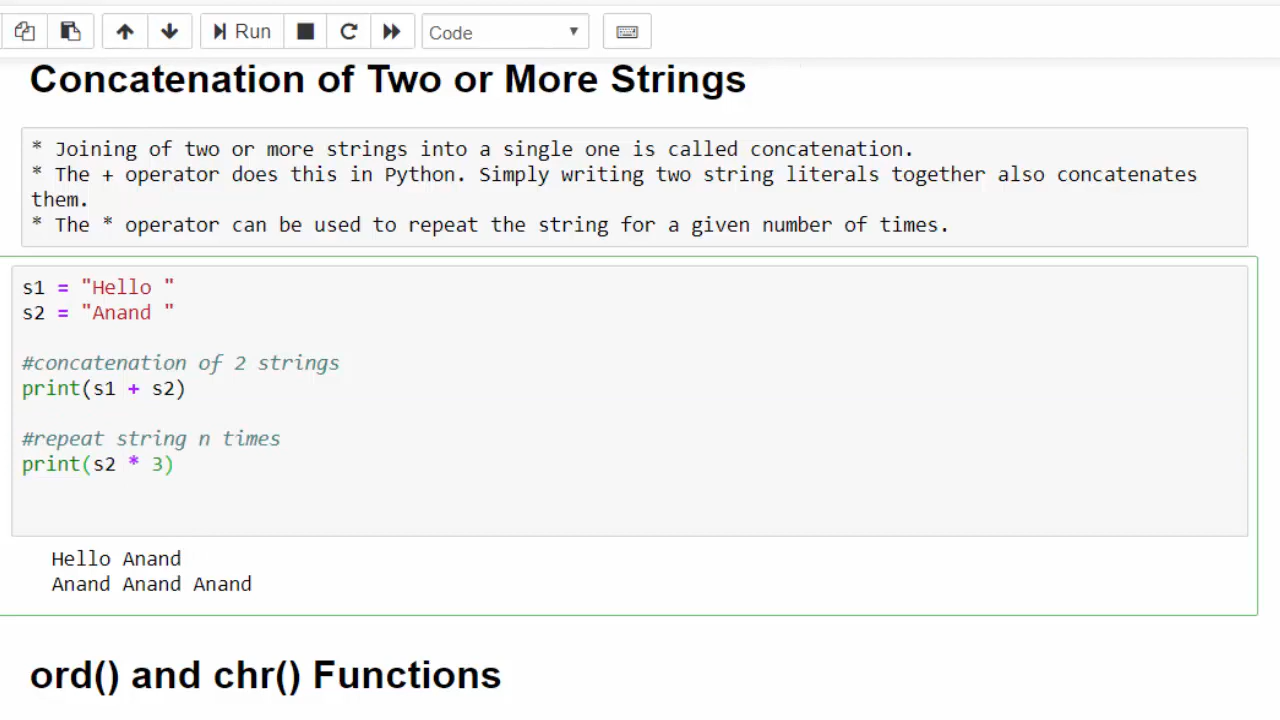 Run
Code
Concatenation of Two or More Strings
* Joining of two or more strings into a single one is called concatenation.
* The + operator does this in Python. Simply writing two string literals together also concatenates
them.
* The * operator can be used to repeat the string for a given number of times.
s1 = "Hello "
s2 = "Anand "
#concatenation of 2 strings
print(s1 + s2)
#repeat string n times
print(s2 * 3)
Hello Anand
Anand Anand Anand
ord() and chr() Functions